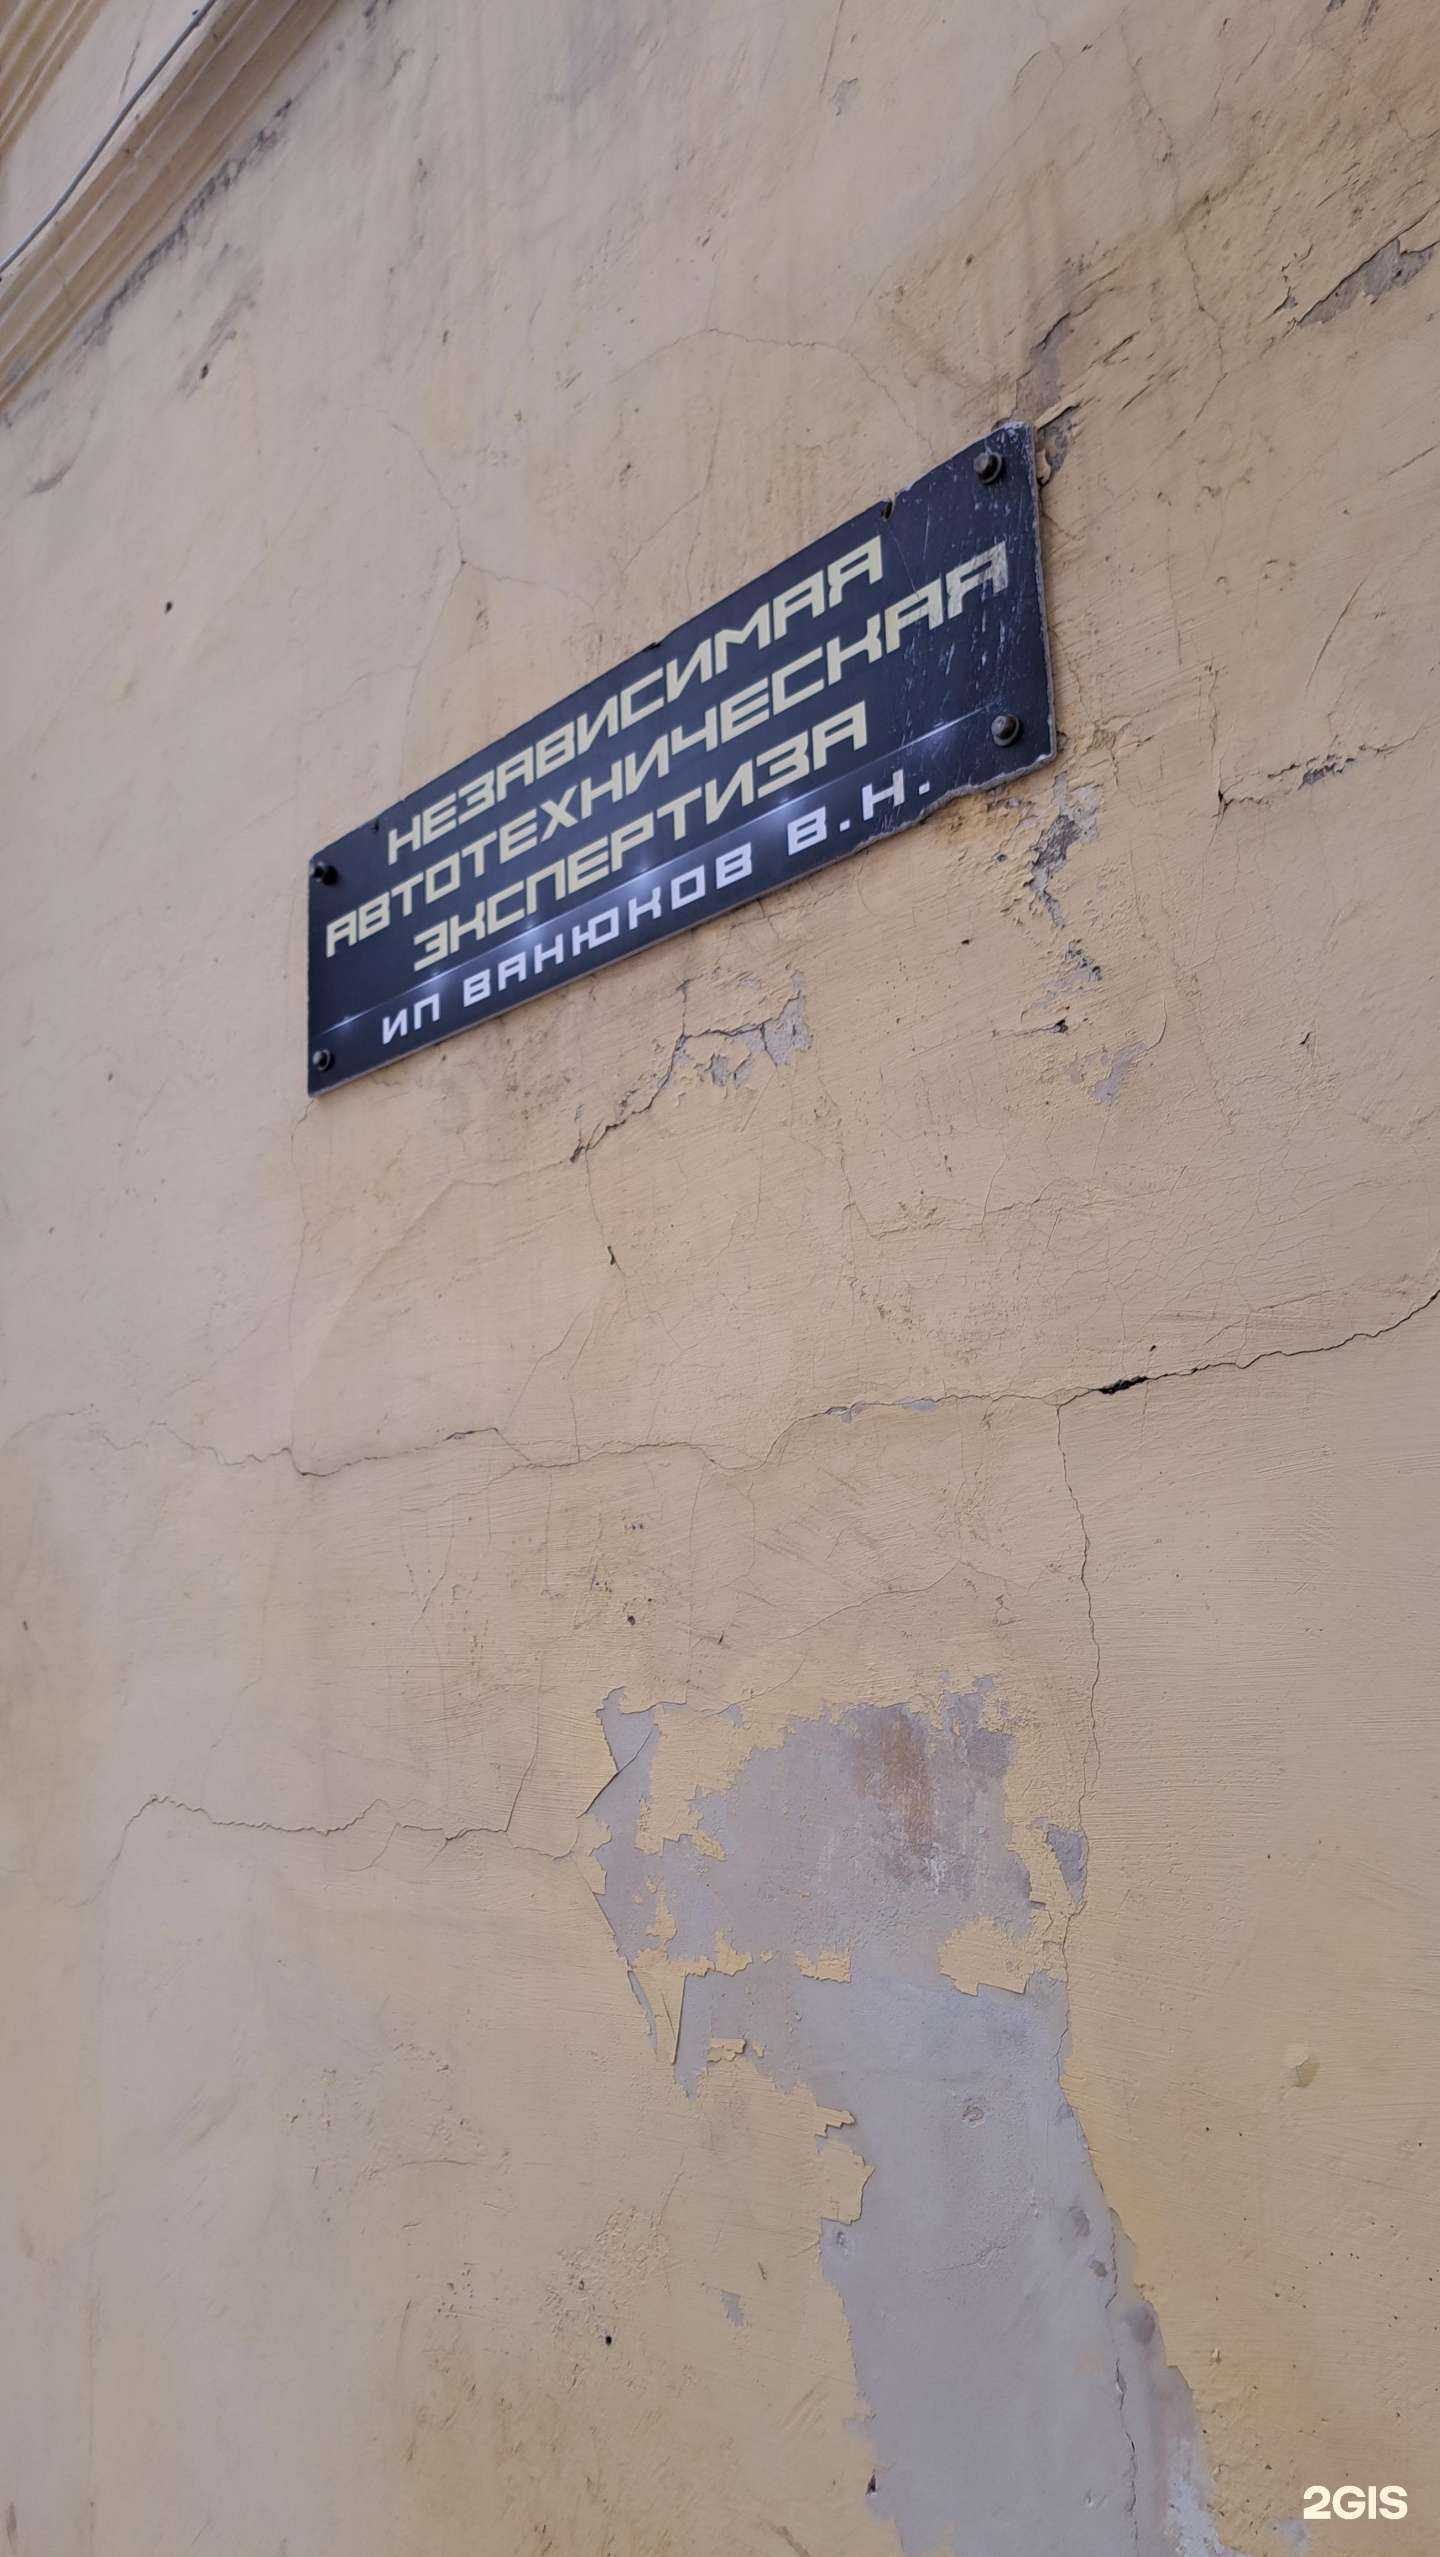 НЕЗАВИСИМАЯ
АВТОТЕХНИЧЕСКАЯ
ЭКСПЕРТИЗА
ИП ВАНЮКОВ В.Н.
2GIS